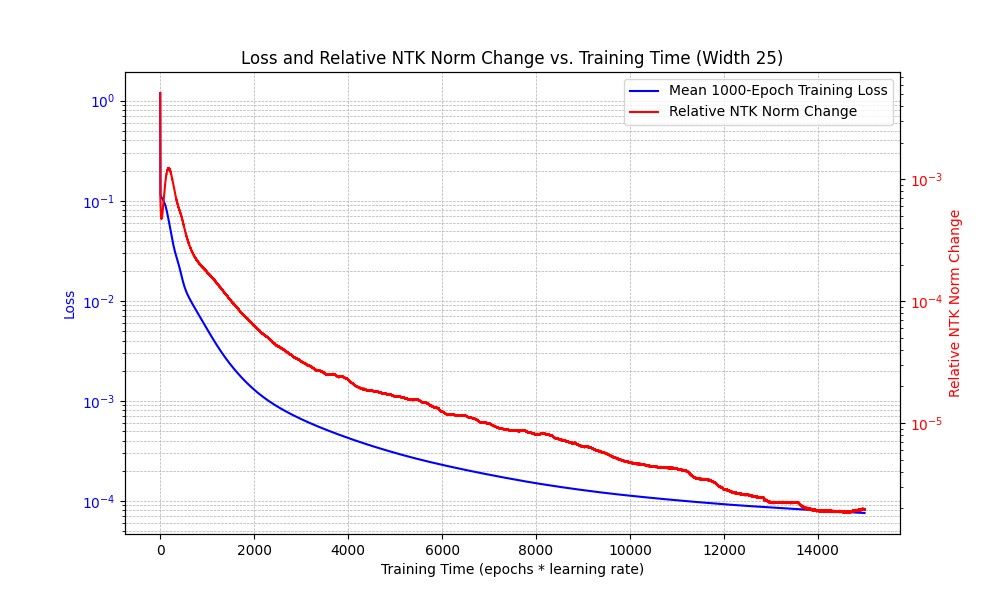 Loss and Relative NTK Norm Change vs. Training Time (Width 25)
Mean 1000-Epoch Training Loss
Relative NTK Norm Change
10⁰
10⁻¹
10⁻²
10⁻³
10⁻⁴
Loss
10⁻³
10⁻⁴
10⁻⁵
Relative NTK Norm Change
0 2000 4000 6000 8000 10000 12000 14000
Training Time (epochs * learning rate)